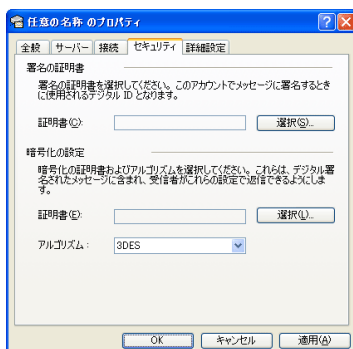 任意の名称 のプロパティ
全般 サーバー 接続 セキュリティ 詳細設定
署名の証明書
署名の証明書を選択してください。このアカウントでメッセージに署名するとき
に使用されるデジタル ID となります。
証明書(C): 選択(S)...
暗号化の設定
暗号化の証明書およびアルゴリズムを選択してください。これらは、デジタル署
名されたメッセージに含まれ、受信者がこれらの設定で返信できるようにしま
す。
証明書(E): 選択(L)...
アルゴリズム: 3DES
OK キャンセル 適用(A)